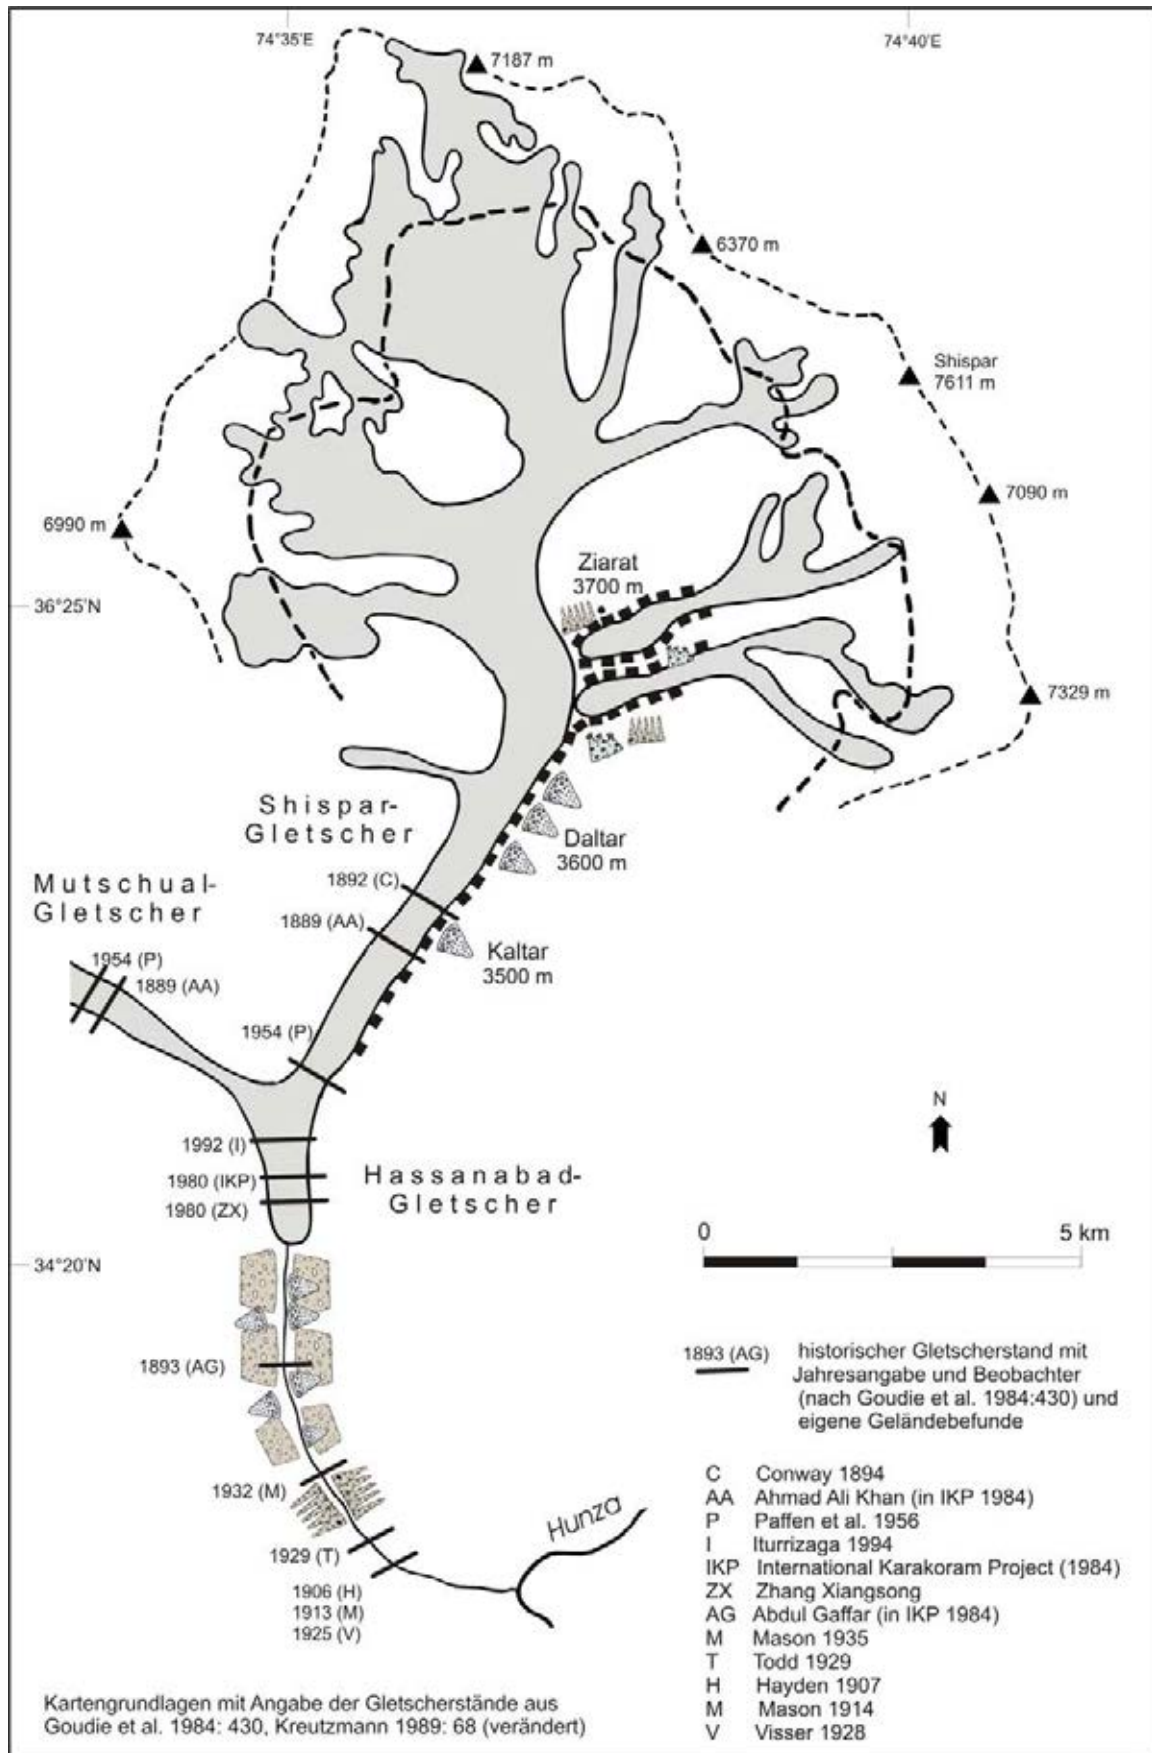 74°35'E
74°40'E
7187 m
6370 m
Shispar
7611 m
7090 m
6990 m
Ziarat
3700 m
36°25'N
7329 m
Shispar-
Gletscher
Daltar
3600 m
Mutschual-
Gletscher
1892 (C)
1889 (AA)
Kaltar
3500 m
1954 (P)
1889 (AA)
1954 (P)
N
1992 (I)
1980 (IKP)
1980 (ZX)
Hassanabad-
Gletscher
0
5 km
34°20'N
1893 (AG)
1893 (AG)
historischer Gletscherstand mit
Jahresangabe und Beobachter
(nach Goudie et al. 1984:430) und
eigene Geländebefunde
1932 (M)
1929 (T)
1906 (H)
1913 (M)
1925 (V)
Hunza
C Conway 1894
AA Ahmad Ali Khan (in IKP 1984)
P Paffen et al. 1956
I Iturrizaga 1994
IKP International Karakoram Project (1984)
ZX Zhang Xiangsong
AG Abdul Gaffar (in IKP 1984)
M Mason 1935
T Todd 1929
H Hayden 1907
M Mason 1914
V Visser 1928
Kartengrundlagen mit Angabe der Gletscherstände aus
Goudie et al. 1984: 430, Kreutzmann 1989: 68 (verändert)